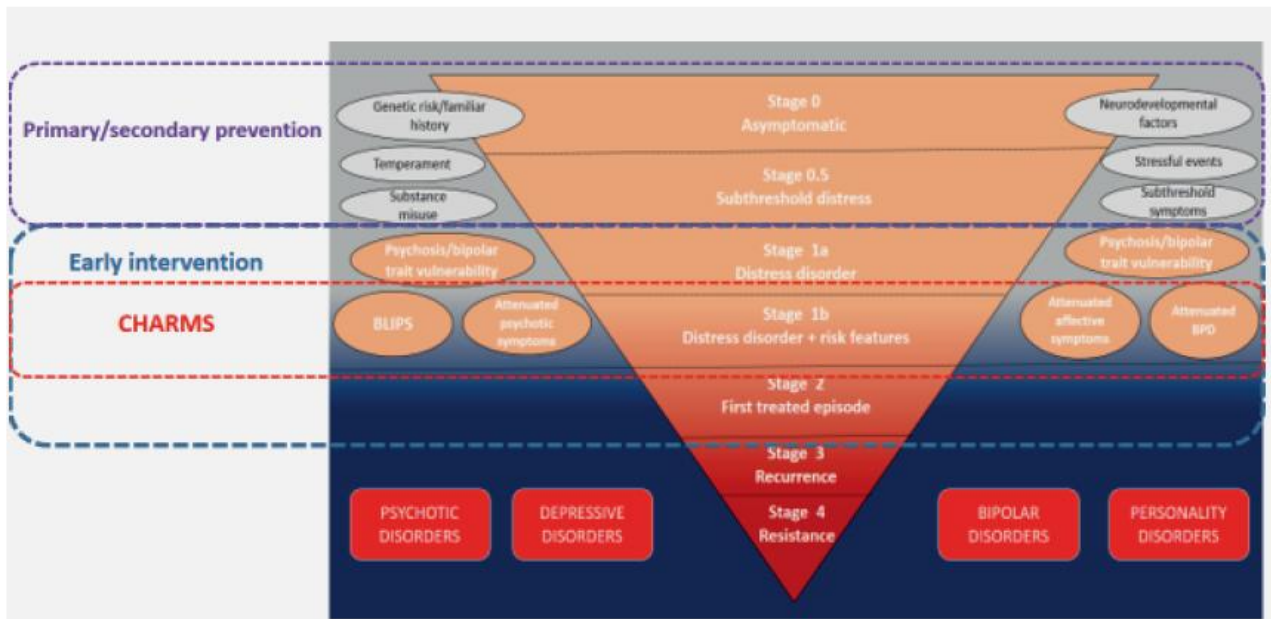 Primary/secondary prevention
Genetic risk/familiar
history
Temperament
Substance
misuse
Stage 0
Asymptomatic
Stage 0.5
Subthreshold distress
Neurodevelopmental
factors
Stressful events
Subthreshold
symptoms
Early intervention
Psychosis/bipolar
trait vulnerability
Stage 1a
Distress disorder
Psychosis/bipolar
trait vulnerability
CHARMS
BLIPS
Attenuated
psychotic
symptoms
Stage 1b
Distress disorder + risk features
Attenuated
affective
symptoms
Attenuated
BPD
Stage 2
First treated episode
Stage 3
Recurrence
Stage 4
Resistance
PSYCHOTIC
DISORDERS
DEPRESSIVE
DISORDERS
BIPOLAR
DISORDERS
PERSONALITY
DISORDERS